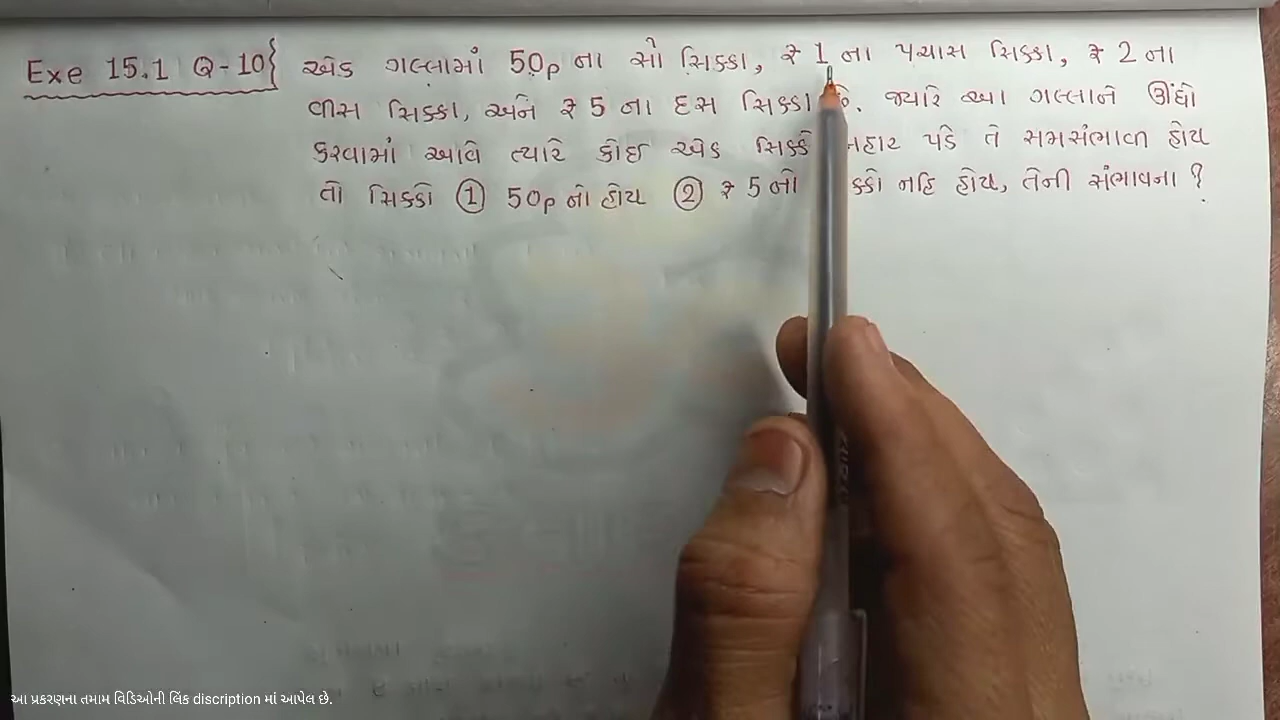 Exe 15.1 Q-10} એક ગલ્લામાં 50p ના સો સિક્કા, ₹ 1 ના પચાસ સિક્કા, ₹ 2 ના
વીસ સિક્કા, અને ₹ 5 ના દસ સિક્કા છે. જ્યારે આ ગલ્લાને ઊંધો
કરવામાં આવે ત્યારે કોઈ એક સિક્કો બહાર પડે તે સમસંભાવી હોય
તો સિક્કો ① 50p નો હોય ② ₹ 5 નો સિક્કો નહિ હોય, તેની સંભાવના ?
આ પ્રકરણના તમામ વિડિઓની લિંક discription માં આપેલ છે.